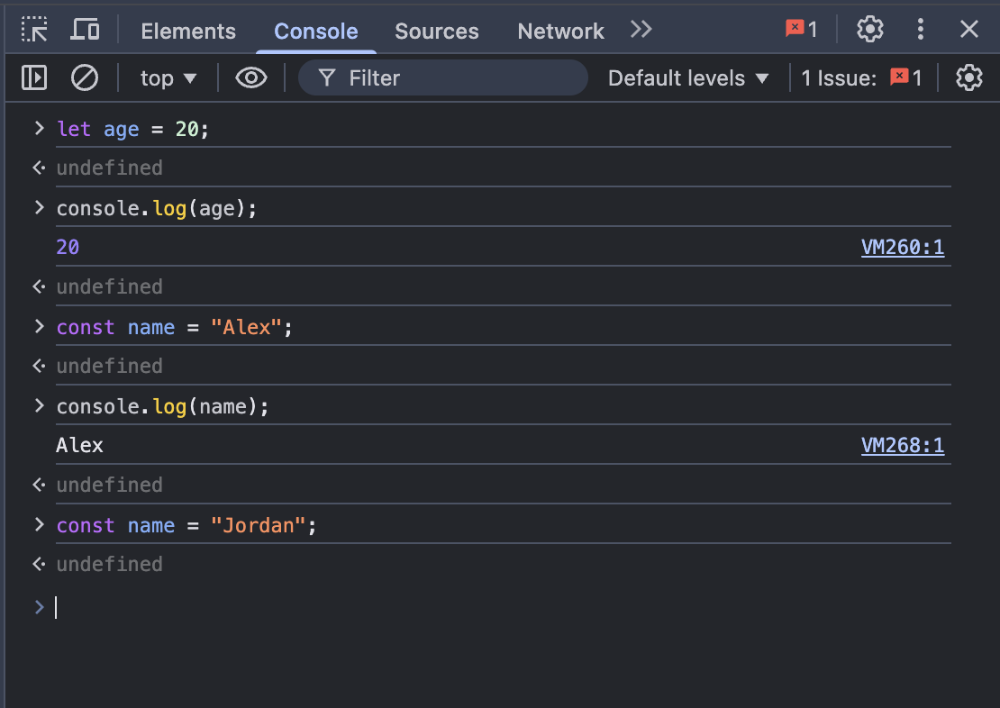 Elements Console Sources Network 1
top Filter Default levels 1 Issue: 1
let age = 20;
undefined
console.log(age);
20 VM260:1
undefined
const name = "Alex";
undefined
console.log(name);
Alex VM268:1
undefined
const name = "Jordan";
undefined